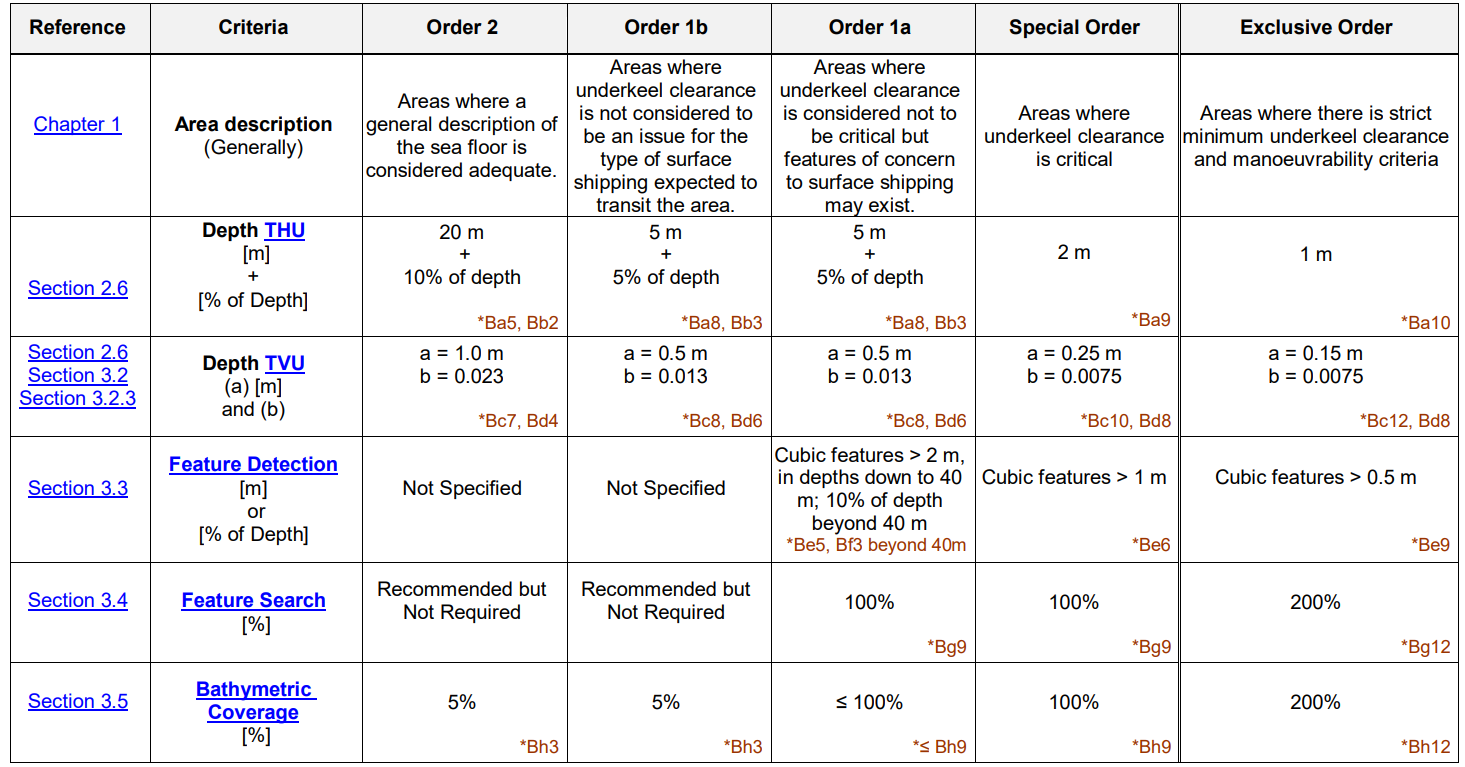 Reference Criteria Order 2 Order 1b Order 1a Special Order Exclusive Order
Chapter 1
Area description
(Generally)
Areas where a
general description of
the sea floor is
considered adequate.
Areas where
underkeel clearance
is not considered to
be an issue for the
type of surface
shipping expected to
transit the area.
Areas where
underkeel clearance
is considered not to
be critical but
features of concern
to surface shipping
may exist.
Areas where
underkeel clearance
is critical
Areas where there is strict
minimum underkeel clearance
and manoeuvrability criteria
Section 2.6
Depth THU
[m]
+
[% of Depth]
20 m
+
10% of depth
*Ba5, Bb2
5 m
+
5% of depth
*Ba8, Bb3
5 m
+
5% of depth
*Ba8, Bb3
2 m
*Ba9
1 m
*Ba10
Section 2.6
Section 3.2
Section 3.2.3
Depth TVU
(a) [m]
and (b)
a = 1.0 m
b = 0.023
*Bc7, Bd4
a = 0.5 m
b = 0.013
*Bc8, Bd6
a = 0.5 m
b = 0.013
*Bc8, Bd6
a = 0.25 m
b = 0.0075
*Bc10, Bd8
a = 0.15 m
b = 0.0075
*Bc12, Bd8
Section 3.3
Feature Detection
[m]
or
[% of Depth]
Not Specified
Not Specified
Cubic features > 2 m,
in depths down to 40
m; 10% of depth
beyond 40 m
*Be5, Bf3 beyond 40m
Cubic features > 1 m
*Be6
Cubic features > 0.5 m
*Be9
Section 3.4
Feature Search
[%]
Recommended but
Not Required
Recommended but
Not Required
100%
*Bg9
100%
*Bg9
200%
*Bg12
Section 3.5
Bathymetric
Coverage
[%]
5%
*Bh3
5%
*Bh3
≤ 100%
*≤ Bh9
100%
*Bh9
200%
*Bh12